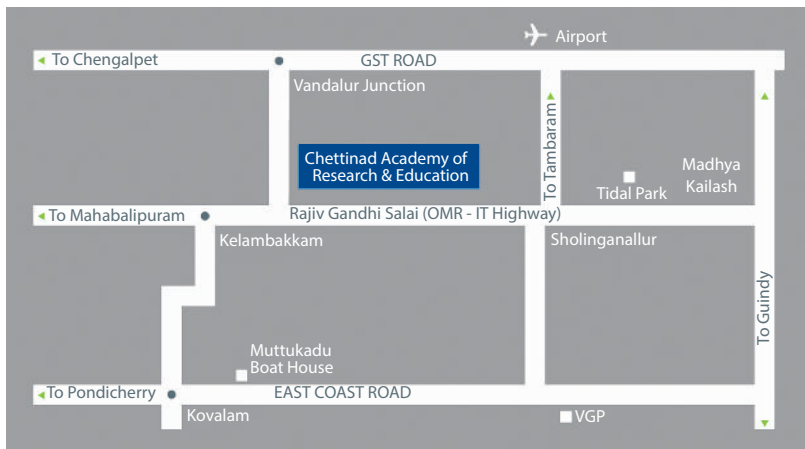 Airport
To Chengalpet
GST ROAD
Vandalur Junction
Chettinad Academy of
Research & Education
To Tambaram
Madhya
Kailash
Tidal Park
To Mahabalipuram
Rajiv Gandhi Salai (OMR - IT Highway)
Kelambakkam
Sholinganallur
To Guindy
Muttukadu
Boat House
To Pondicherry
EAST COAST ROAD
Kovalam
VGP